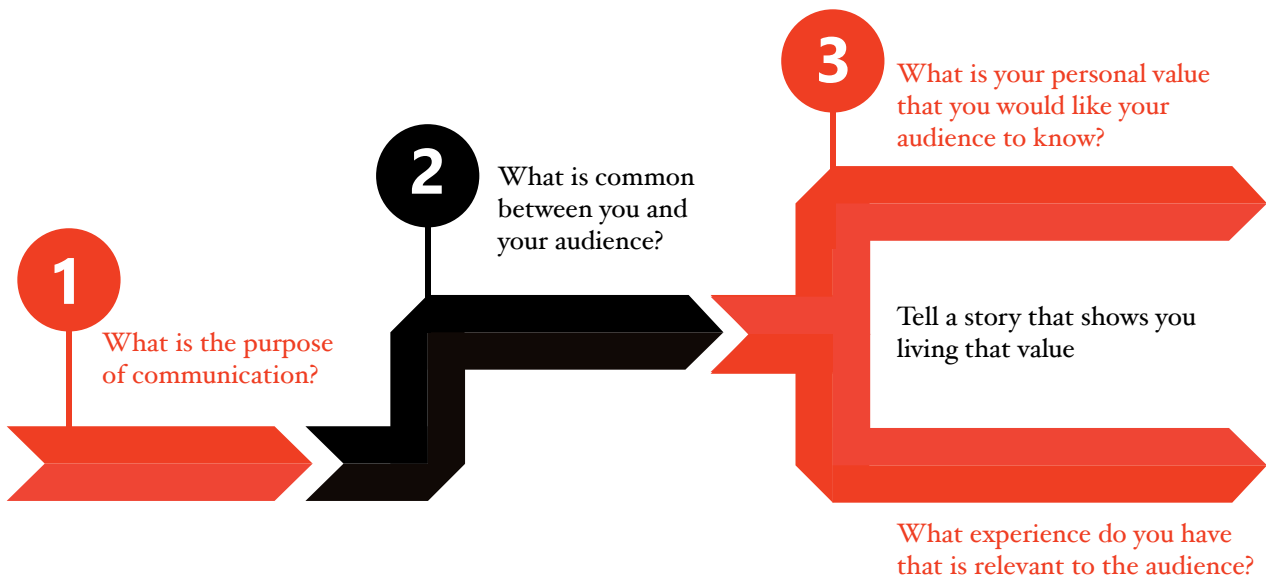 1
What is the purpose
of communication?
2
What is common
between you and
your audience?
3
What is your personal value
that you would like your
audience to know?
Tell a story that shows you
living that value
What experience do you have
that is relevant to the audience?